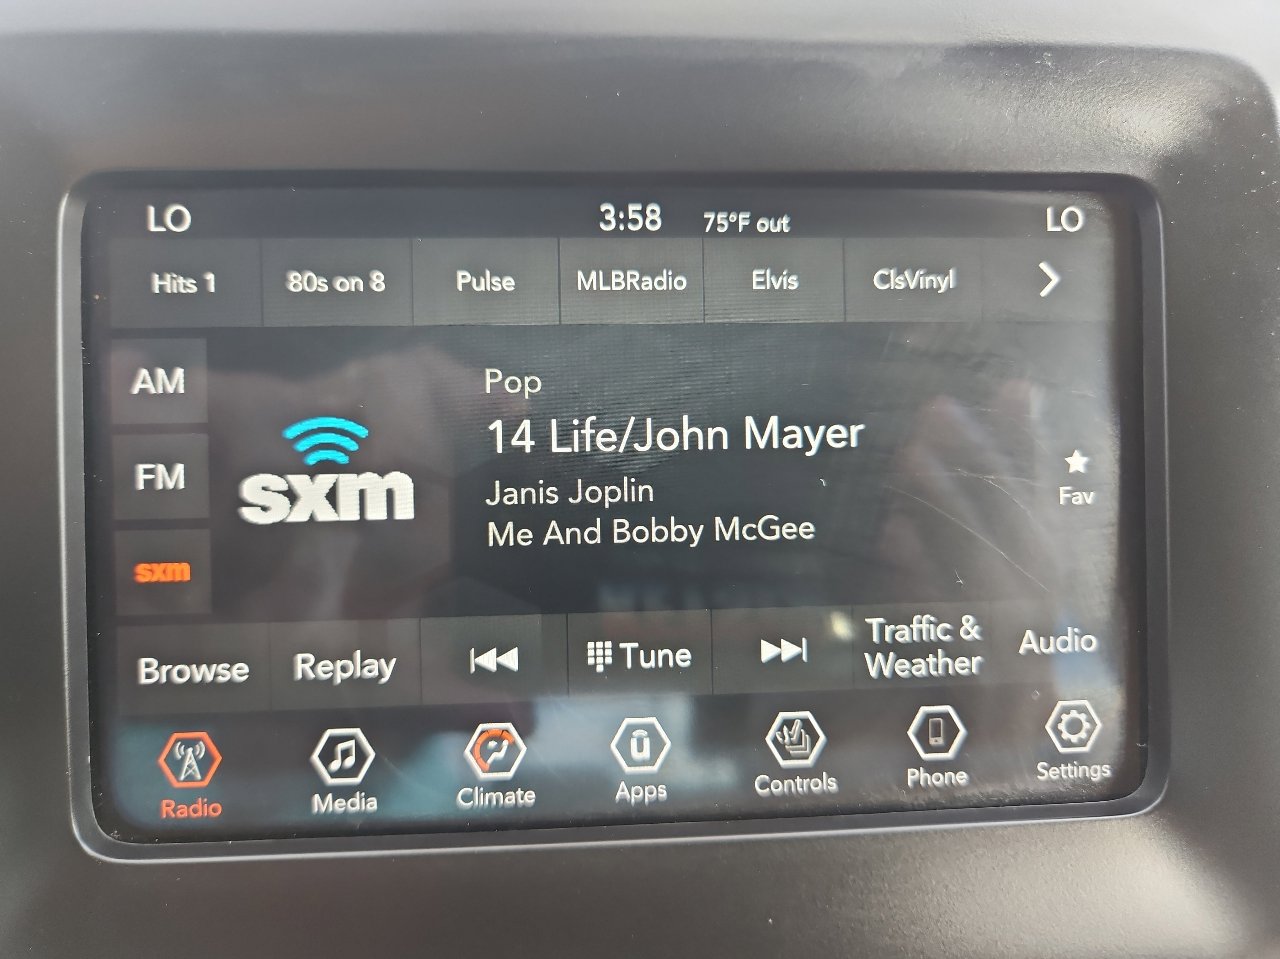 LO 3:58 75°F out LO
Hits 1 80s on 8 Pulse MLBRadio Elvis ClsVinyl
AM
FM
sxm
sxm
Pop
14 Life/John Mayer
Janis Joplin
Me And Bobby McGee
Fav
Browse Replay Tune Traffic & Weather Audio
Radio Media Climate Apps Controls Phone Settings